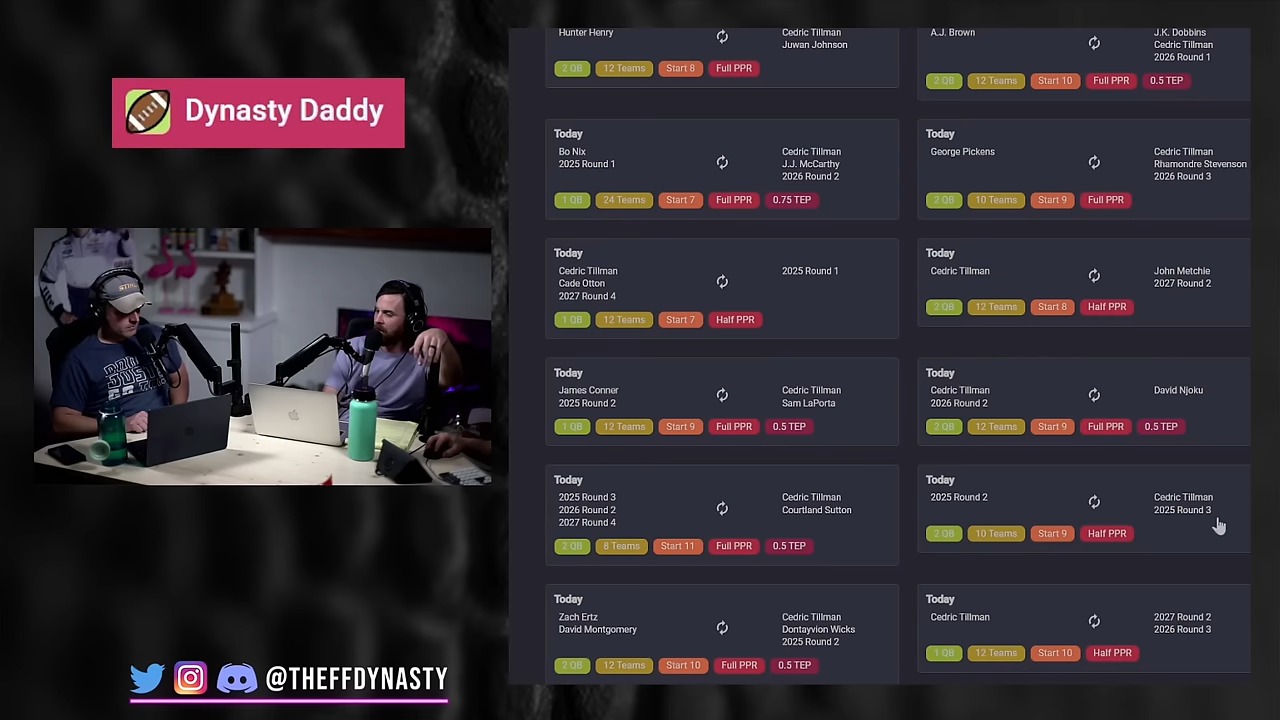 Dynasty Daddy
@THEFFDYNASTY
Hunter Henry
Cedric Tillman
Juwan Johnson
2 QB 12 Teams Start 8 Full PPR
A.J. Brown
J.K. Dobbins
Cedric Tillman
2026 Round 1
2 QB 12 Teams Start 10 Full PPR 0.5 TEP
Today
Bo Nix
2025 Round 1
Cedric Tillman
J.J. McCarthy
2026 Round 2
1 QB 24 Teams Start 7 Full PPR 0.75 TEP
Today
George Pickens
Cedric Tillman
Rhamondre Stevenson
2026 Round 3
2 QB 10 Teams Start 9 Full PPR
Today
Cedric Tillman
Cade Otton
2027 Round 4
2025 Round 1
1 QB 12 Teams Start 7 Half PPR
Today
Cedric Tillman
John Metchie
2027 Round 2
2 QB 12 Teams Start 8 Half PPR
Today
James Conner
2025 Round 2
Cedric Tillman
Sam LaPorta
1 QB 12 Teams Start 9 Full PPR 0.5 TEP
Today
Cedric Tillman
2026 Round 2
David Njoku
2 QB 12 Teams Start 9 Full PPR 0.5 TEP
Today
2025 Round 3
2026 Round 2
2027 Round 4
Cedric Tillman
Courtland Sutton
2 QB 8 Teams Start 11 Full PPR 0.5 TEP
Today
2025 Round 2
Cedric Tillman
2025 Round 3
2 QB 10 Teams Start 9 Half PPR
Today
Zach Ertz
David Montgomery
Cedric Tillman
Dontayvion Wicks
2025 Round 2
2 QB 12 Teams Start 10 Full PPR 0.5 TEP
Today
Cedric Tillman
2027 Round 2
2026 Round 3
1 QB 12 Teams Start 10 Half PPR